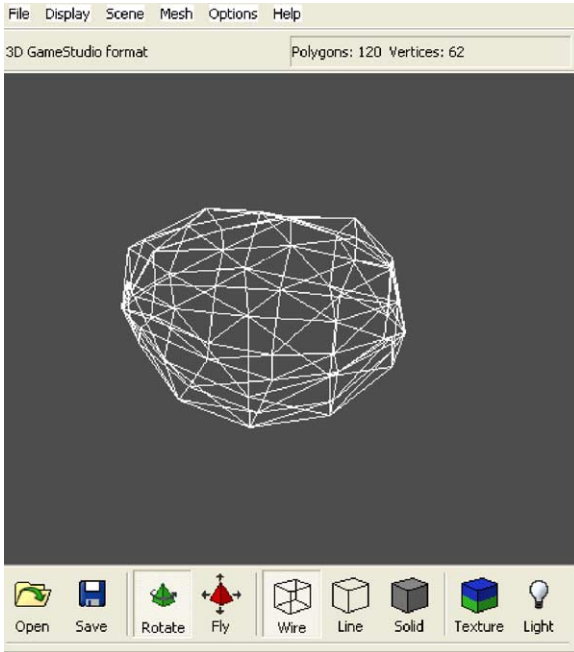 File Display Scene Mesh Options Help
3D GameStudio format Polygons: 120 Vertices: 62
Open Save Rotate Fly Wire Line Solid Texture Light